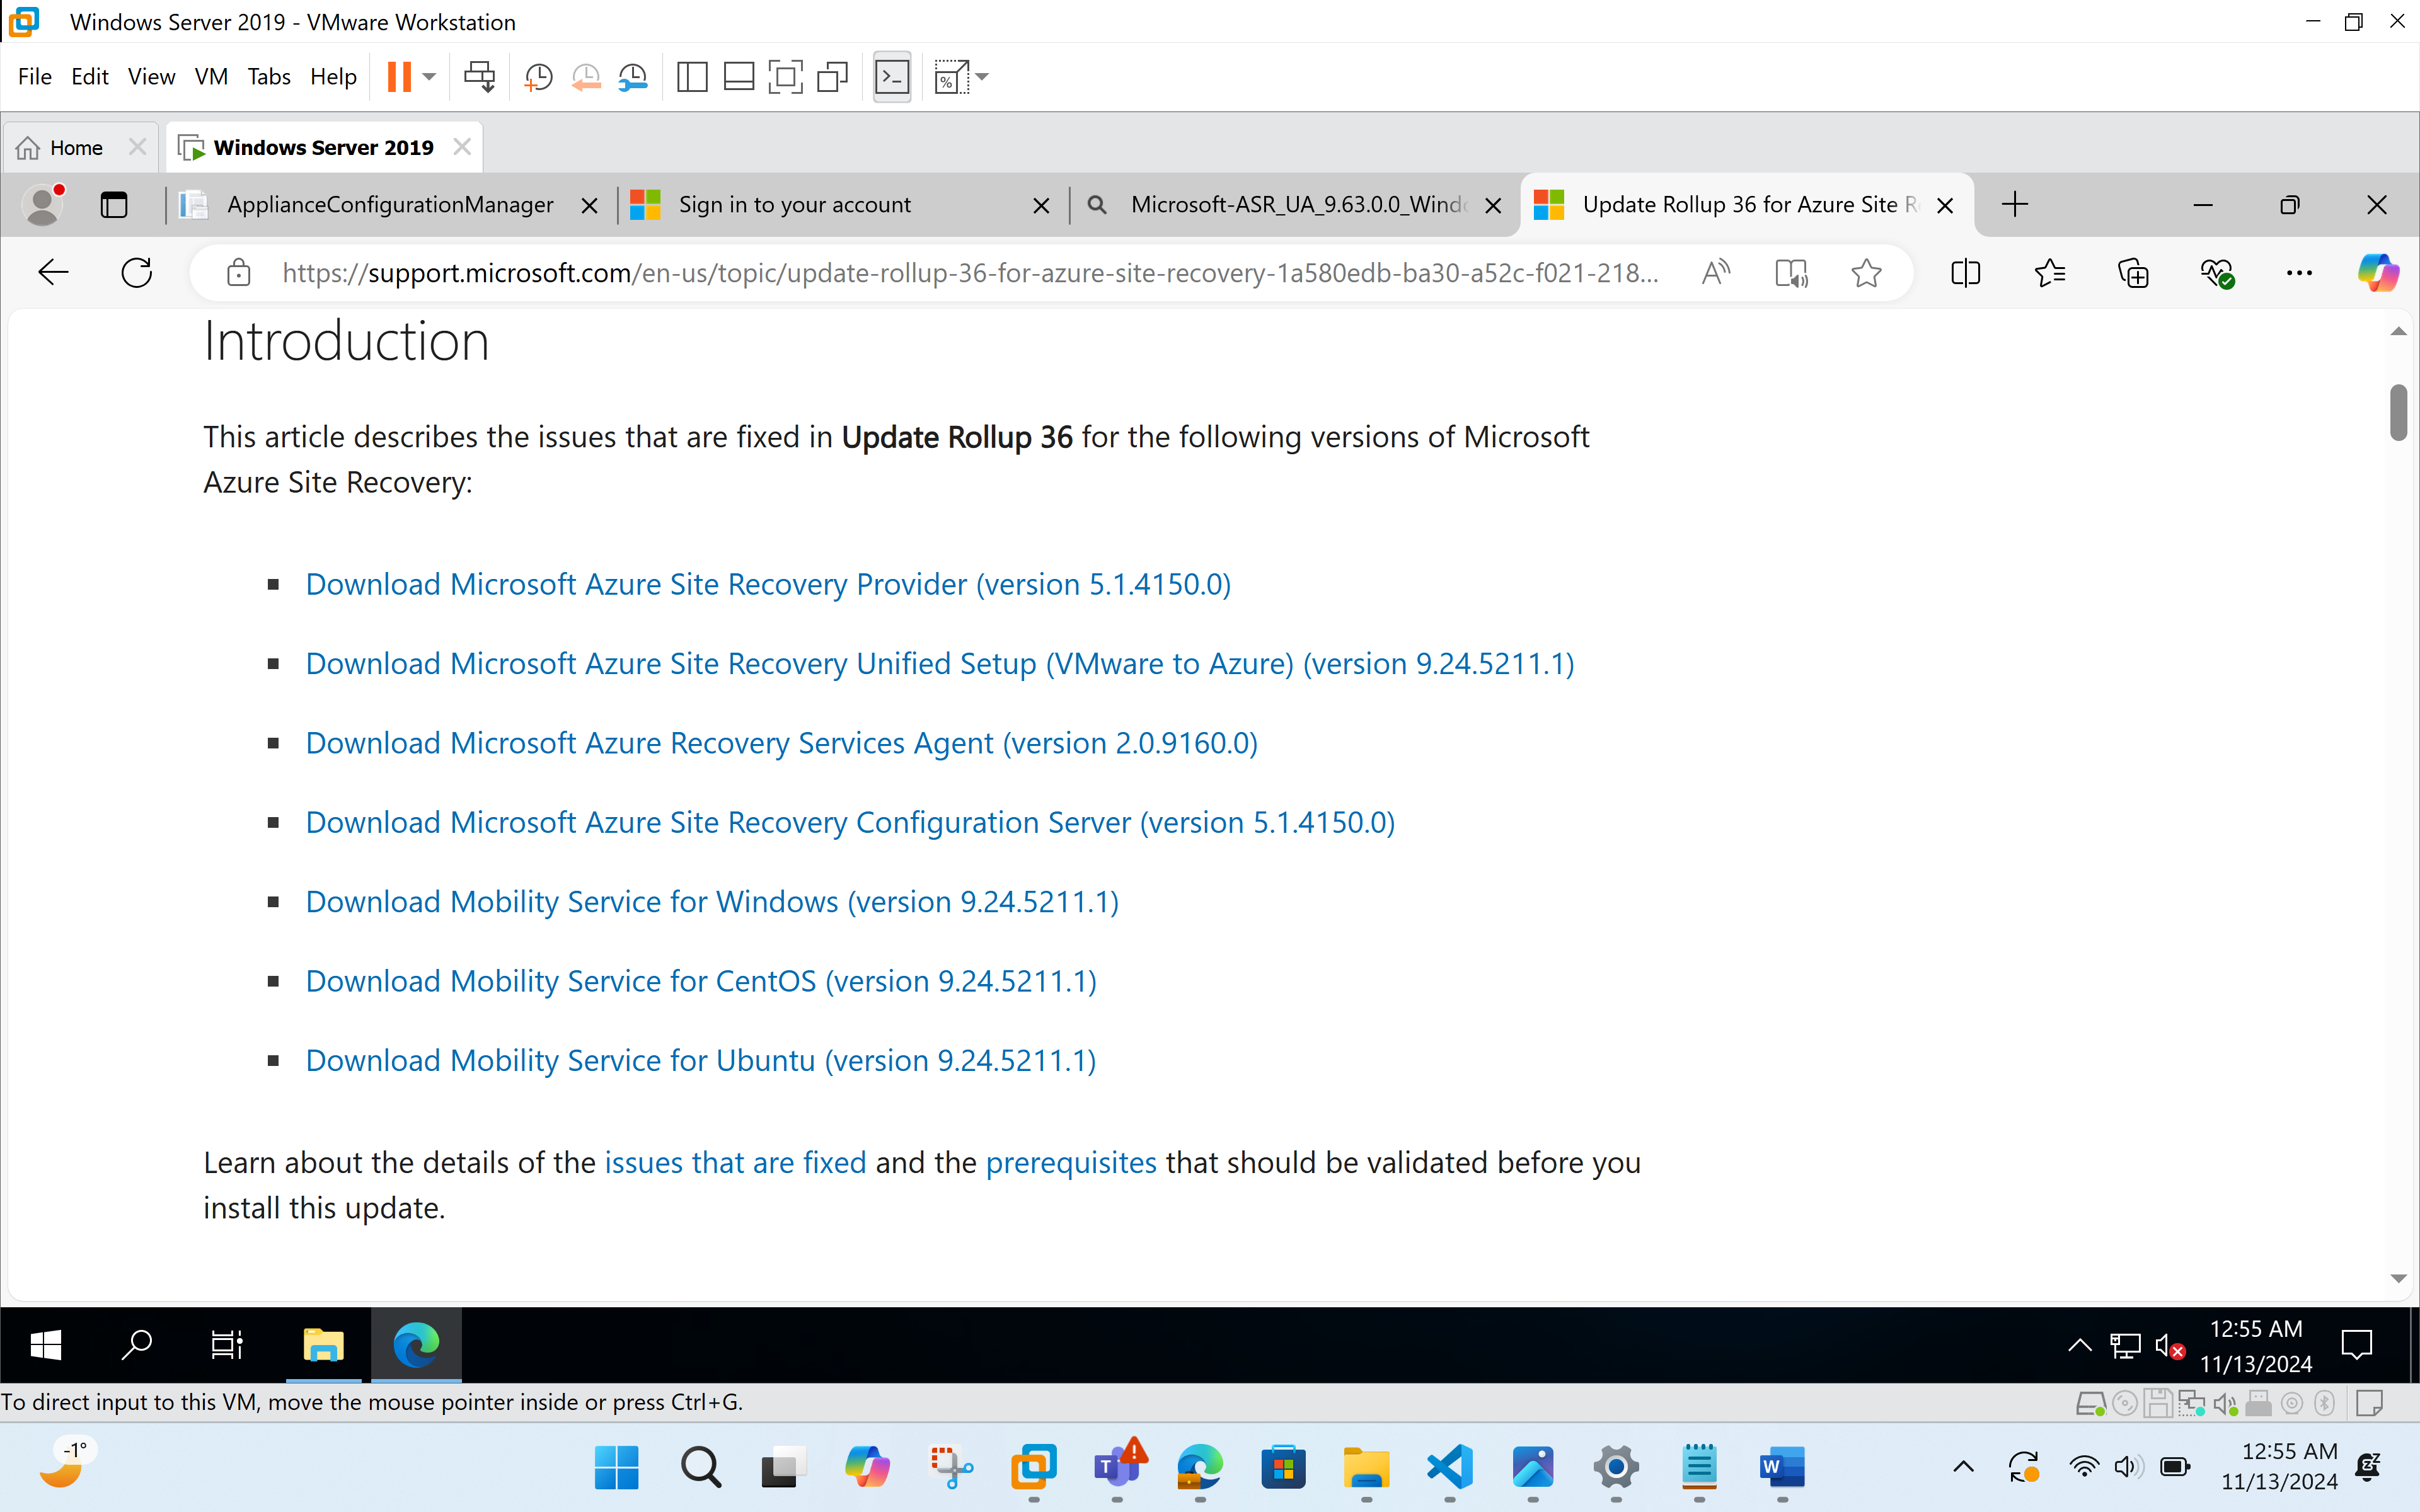 Windows Server 2019 - VMware Workstation
File Edit View VM Tabs Help
Home
Windows Server 2019
ApplianceConfigurationManager
Sign in to your account
Microsoft-ASR_UA_9.63.0.0_Windo
Update Rollup 36 for Azure Site R
https://support.microsoft.com/en-us/topic/update-rollup-36-for-azure-site-recovery-1a580edb-ba30-a52c-f021-218...
Introduction
This article describes the issues that are fixed in Update Rollup 36 for the following versions of Microsoft
Azure Site Recovery:
Download Microsoft Azure Site Recovery Provider (version 5.1.4150.0)
Download Microsoft Azure Site Recovery Unified Setup (VMware to Azure) (version 9.24.5211.1)
Download Microsoft Azure Recovery Services Agent (version 2.0.9160.0)
Download Microsoft Azure Site Recovery Configuration Server (version 5.1.4150.0)
Download Mobility Service for Windows (version 9.24.5211.1)
Download Mobility Service for CentOS (version 9.24.5211.1)
Download Mobility Service for Ubuntu (version 9.24.5211.1)
Learn about the details of the issues that are fixed and the prerequisites that should be validated before you
install this update.
12:55 AM
11/13/2024
To direct input to this VM, move the mouse pointer inside or press Ctrl+G.
-1°
12:55 AM
11/13/2024